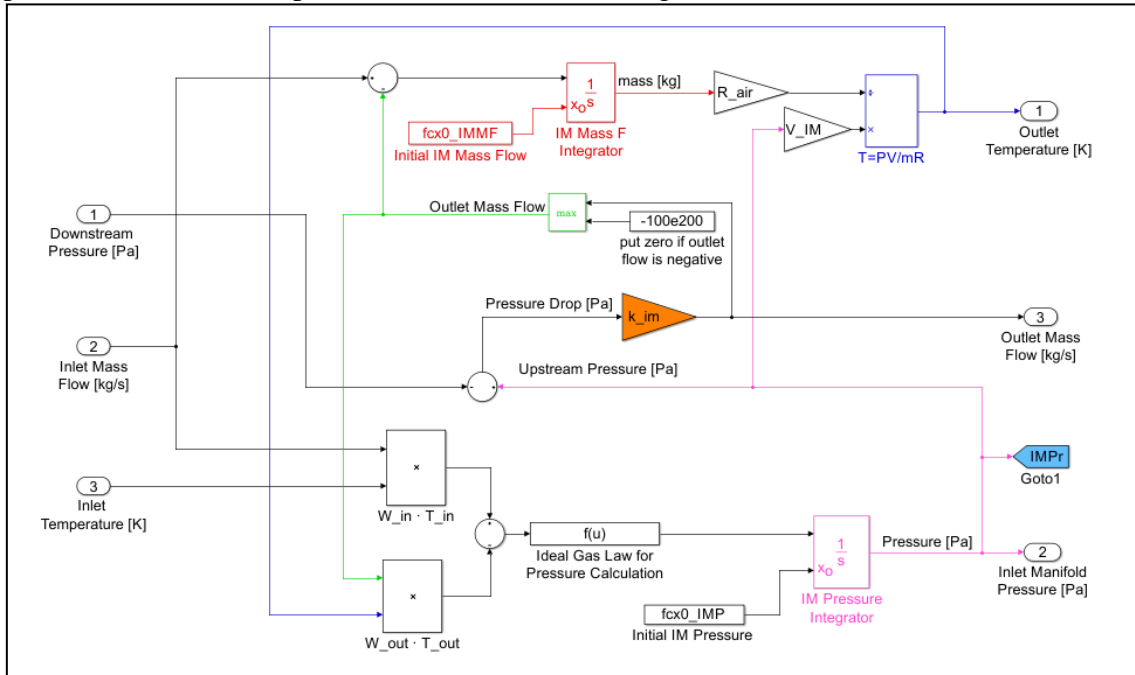 mass [kg]
1
s
xo
R_air
÷
×
V_IM
T=PV/mR
1
Outlet
Temperature [K]
fcx0_IMMF
Initial IM Mass Flow
IM Mass F
Integrator
Outlet Mass Flow
max
-100e200
put zero if outlet
flow is negative
1
Downstream
Pressure [Pa]
Pressure Drop [Pa]
k_im
3
Outlet Mass
Flow [kg/s]
2
Inlet Mass
Flow [kg/s]
Upstream Pressure [Pa]
×
W_in · T_in
3
Inlet
Temperature [K]
IMPr
Goto1
f(u)
Ideal Gas Law for
Pressure Calculation
1
s
xo
Pressure [Pa]
2
Inlet Manifold
Pressure [Pa]
IM Pressure
Integrator
fcx0_IMP
Initial IM Pressure
×
W_out · T_out